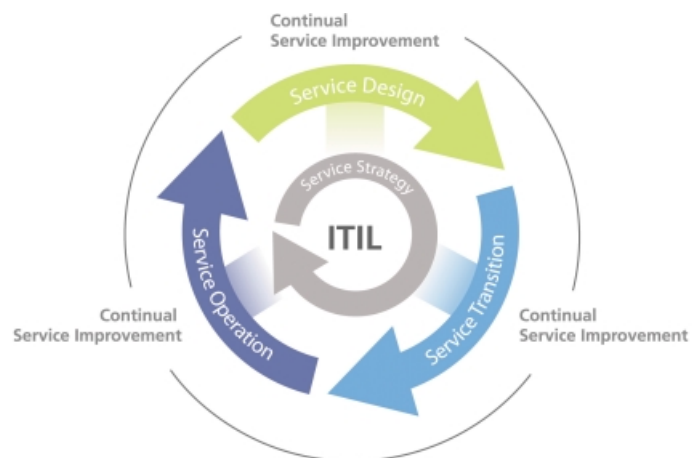 Continual
Service Improvement
Service Design
Service Strategy
ITIL
Service Operation
Service Transition
Continual
Service Improvement
Continual
Service Improvement